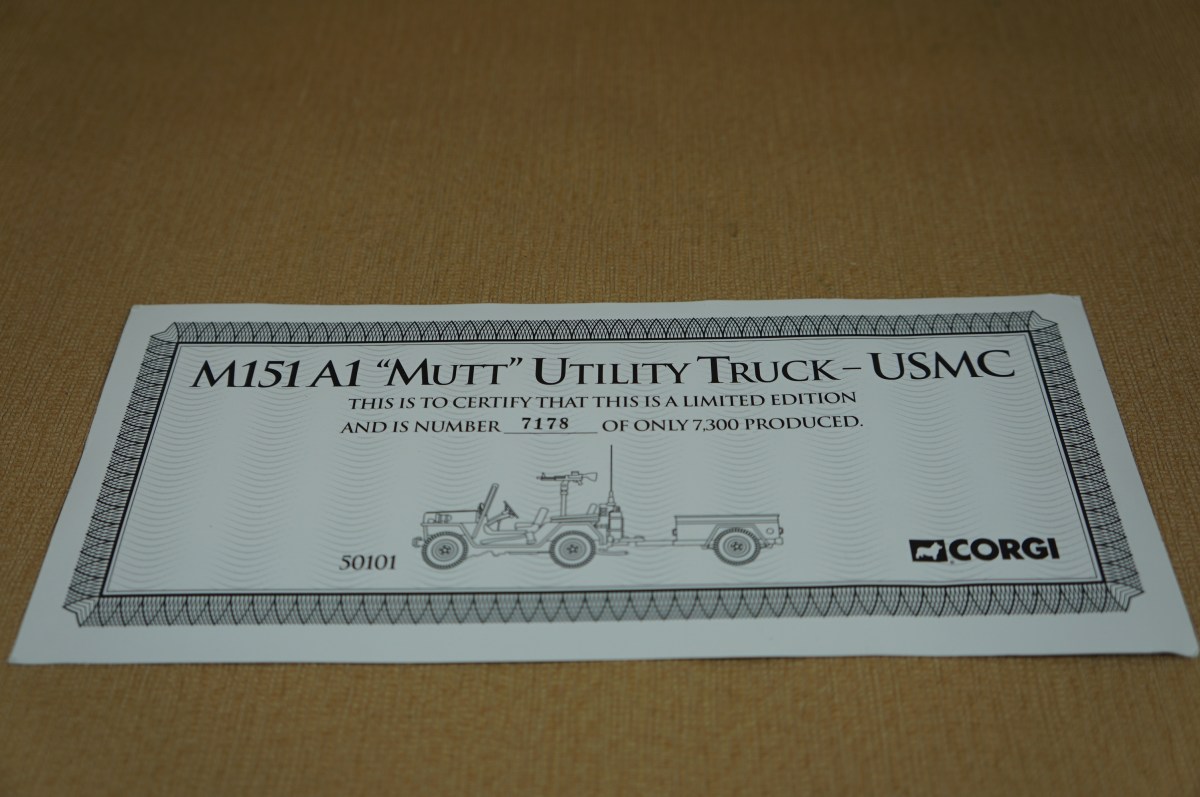 M151 A1 “MUTT” UTILITY TRUCK – USMC
THIS IS TO CERTIFY THAT THIS IS A LIMITED EDITION
AND IS NUMBER 7178 OF ONLY 7,300 PRODUCED.
50101
CORGI